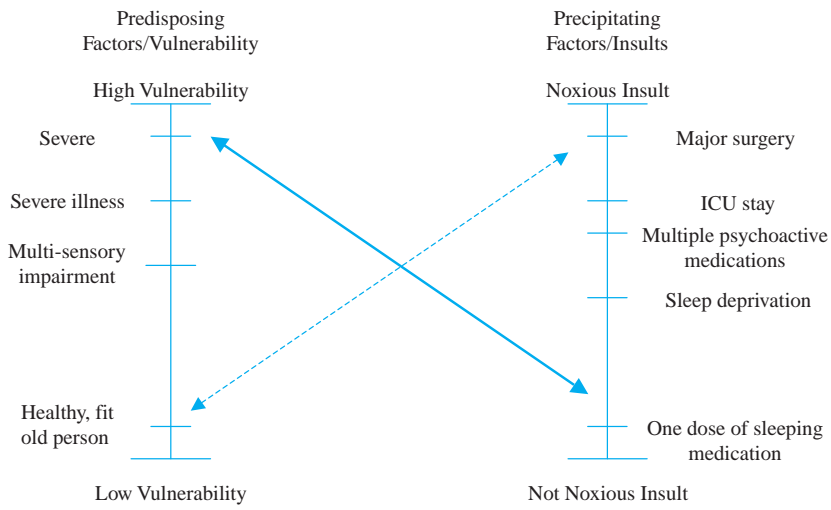 Predisposing
Factors/Vulnerability
High Vulnerability
Severe
Severe illness
Multi-sensory
impairment
Healthy, fit
old person
Low Vulnerability
Precipitating
Factors/Insults
Noxious Insult
Major surgery
ICU stay
Multiple psychoactive
medications
Sleep deprivation
One dose of sleeping
medication
Not Noxious Insult